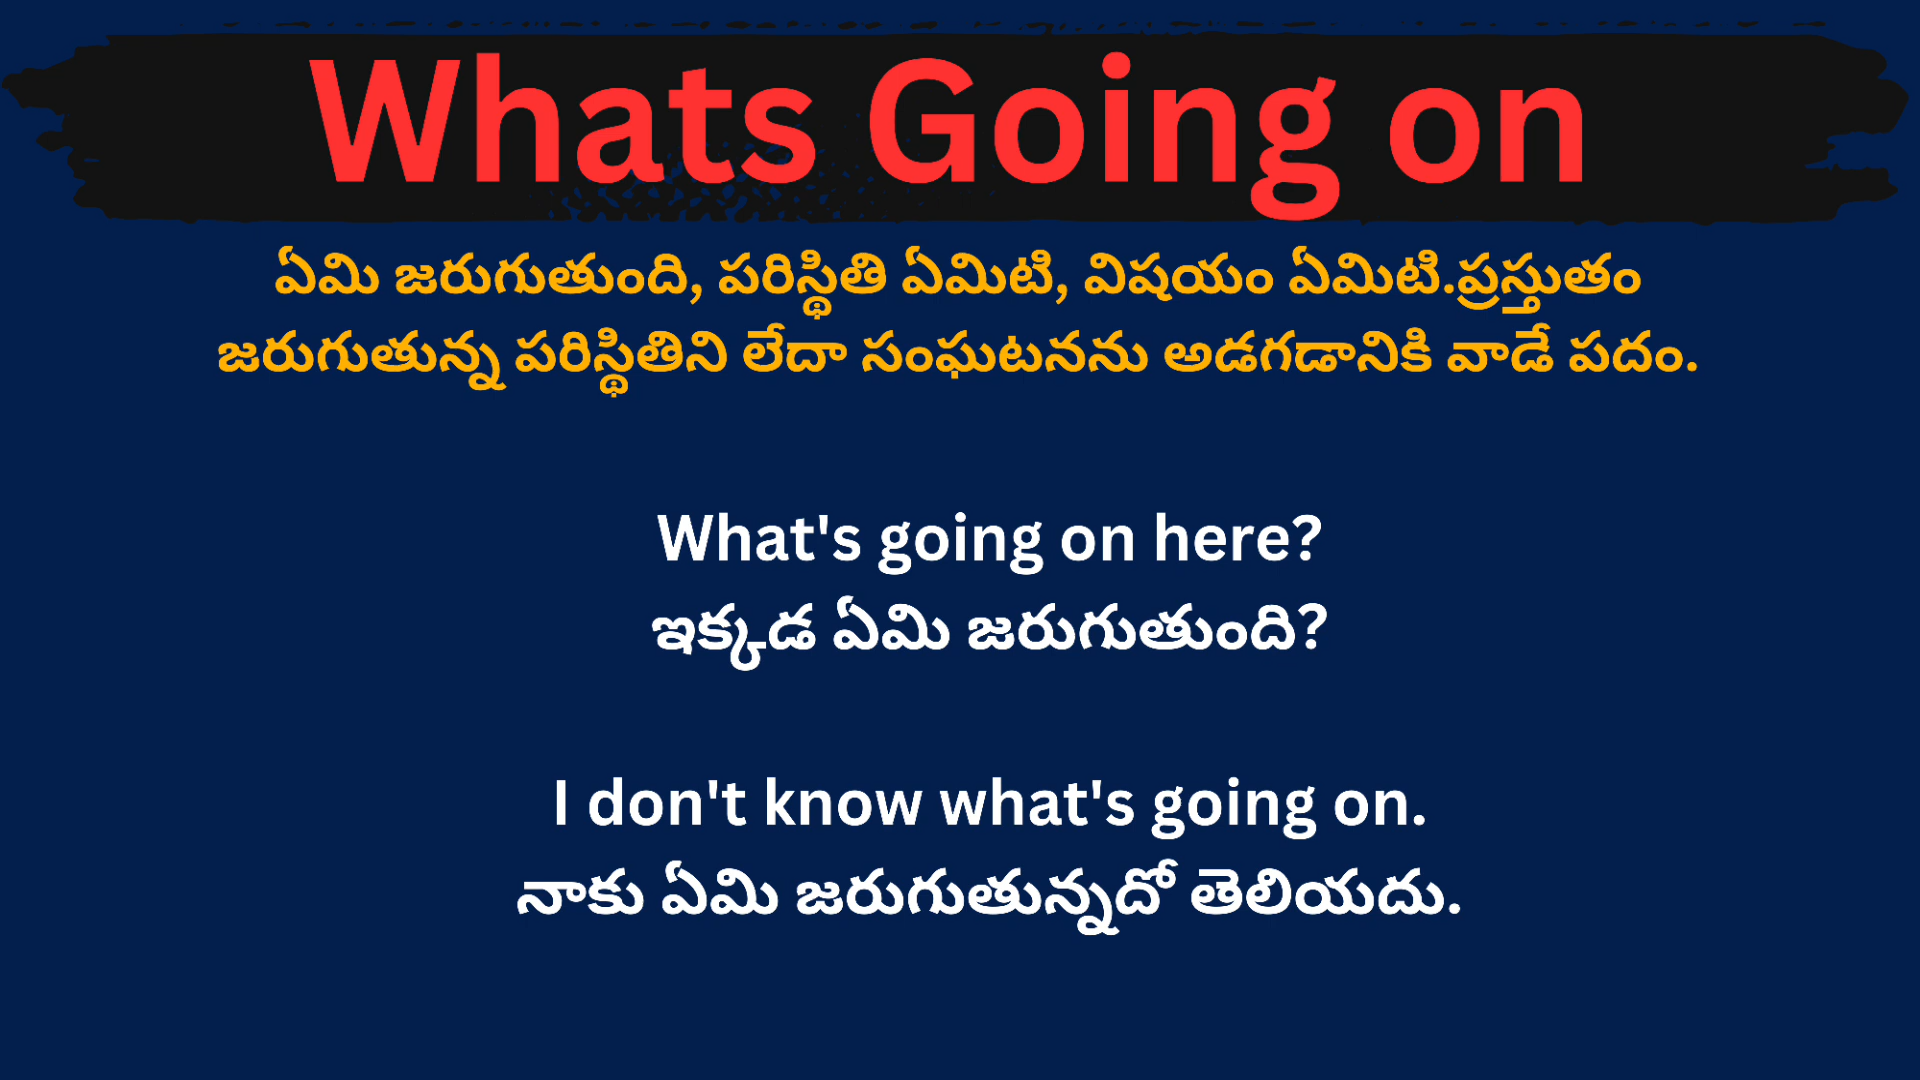 Whats Going on
ఏమి జరుగుతుంది, పరిస్థితి ఏమిటి, విషయం ఏమిటి.ప్రస్తుతం
జరుగుతున్న పరిస్థితిని లేదా సంఘటనను అడగడానికి వాడే పదం.
What's going on here?
ఇక్కడ ఏమి జరుగుతుంది?
I don't know what's going on.
నాకు ఏమి జరుగుతున్నదో తెలియదు.